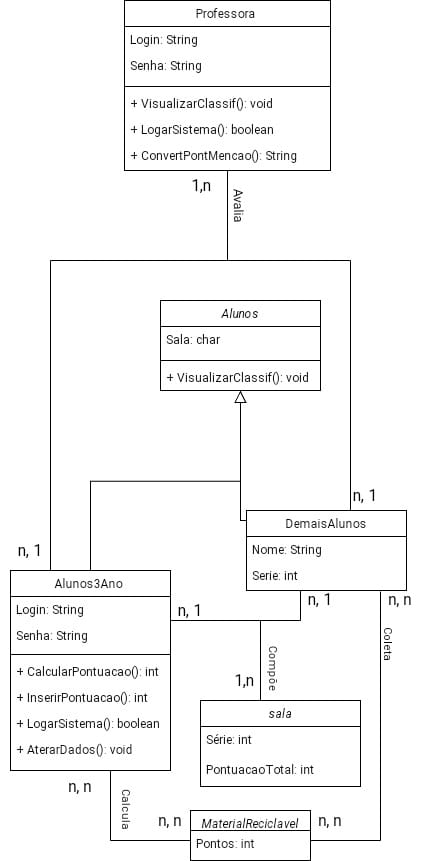 Professora
Login: String
Senha: String
+ VisualizarClassif(): void
+ LogarSistema(): boolean
+ ConvertPontMencao(): String
1,n
Avalia
Alunos
Sala: char
+ VisualizarClassif(): void
n, 1
DemaisAlunos
Nome: String
Serie: int
n, 1
Alunos3Ano
Login: String
Senha: String
+ CalcularPontuacao(): int
+ InserirPontuacao(): int
+ LogarSistema(): boolean
+ AterarDados(): void
n, 1
n, 1
n, n
Coleta
Compõe
1,n
sala
Série: int
PontuacaoTotal: int
n, n
Calcula
n, n
MaterialReciclavel
Pontos: int
n, n